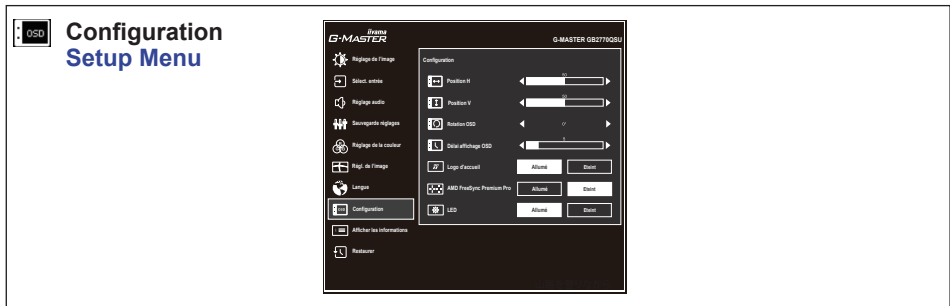 OSD
Configuration
Setup Menu
iiyama
G-MASTER
G-MASTER GB2770QSU
Réglage de l'image
Sélect. entrée
Réglage audio
Sauvegarde réglages
Réglage de la couleur
Régl. de l'image
Langue
OSD Configuration
Afficher les informations
Restaurer
Configuration
Position H 50
Position V 50
Rotation OSD 0°
Délai affichage OSD
Logo d'accueil Allumé Eteint
AMD FreeSync Premium Pro Allumé Eteint
LED Allumé Eteint